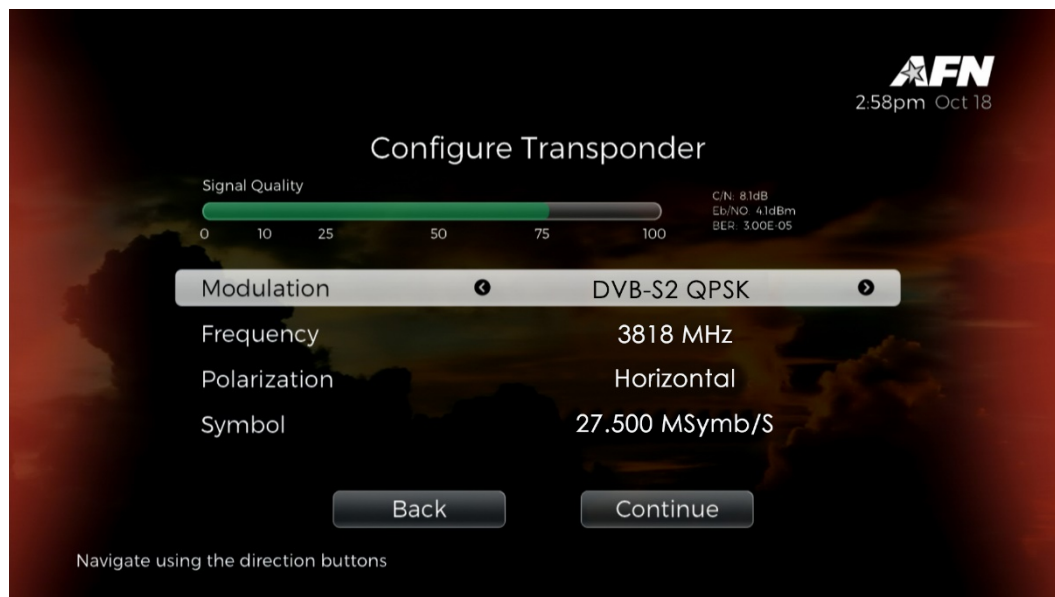 AFN
2:58pm Oct 18
Configure Transponder
Signal Quality
C/N: 8.1dB
Eb/NO 4.1dBm
BER: 3.00E-05
0 10 25 50 75 100
Modulation DVB-S2 QPSK
Frequency 3818 MHz
Polarization Horizontal
Symbol 27.500 MSymb/S
Back Continue
Navigate using the direction buttons